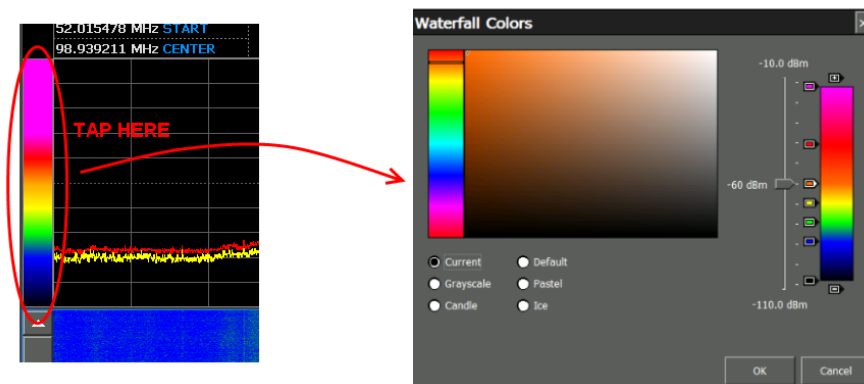 52.015478 MHz START
98.939211 MHz CENTER
TAP HERE
Waterfall Colors
-10.0 dBm
-60 dBm
-110.0 dBm
Current
Default
Grayscale
Pastel
Candle
Ice
OK
Cancel